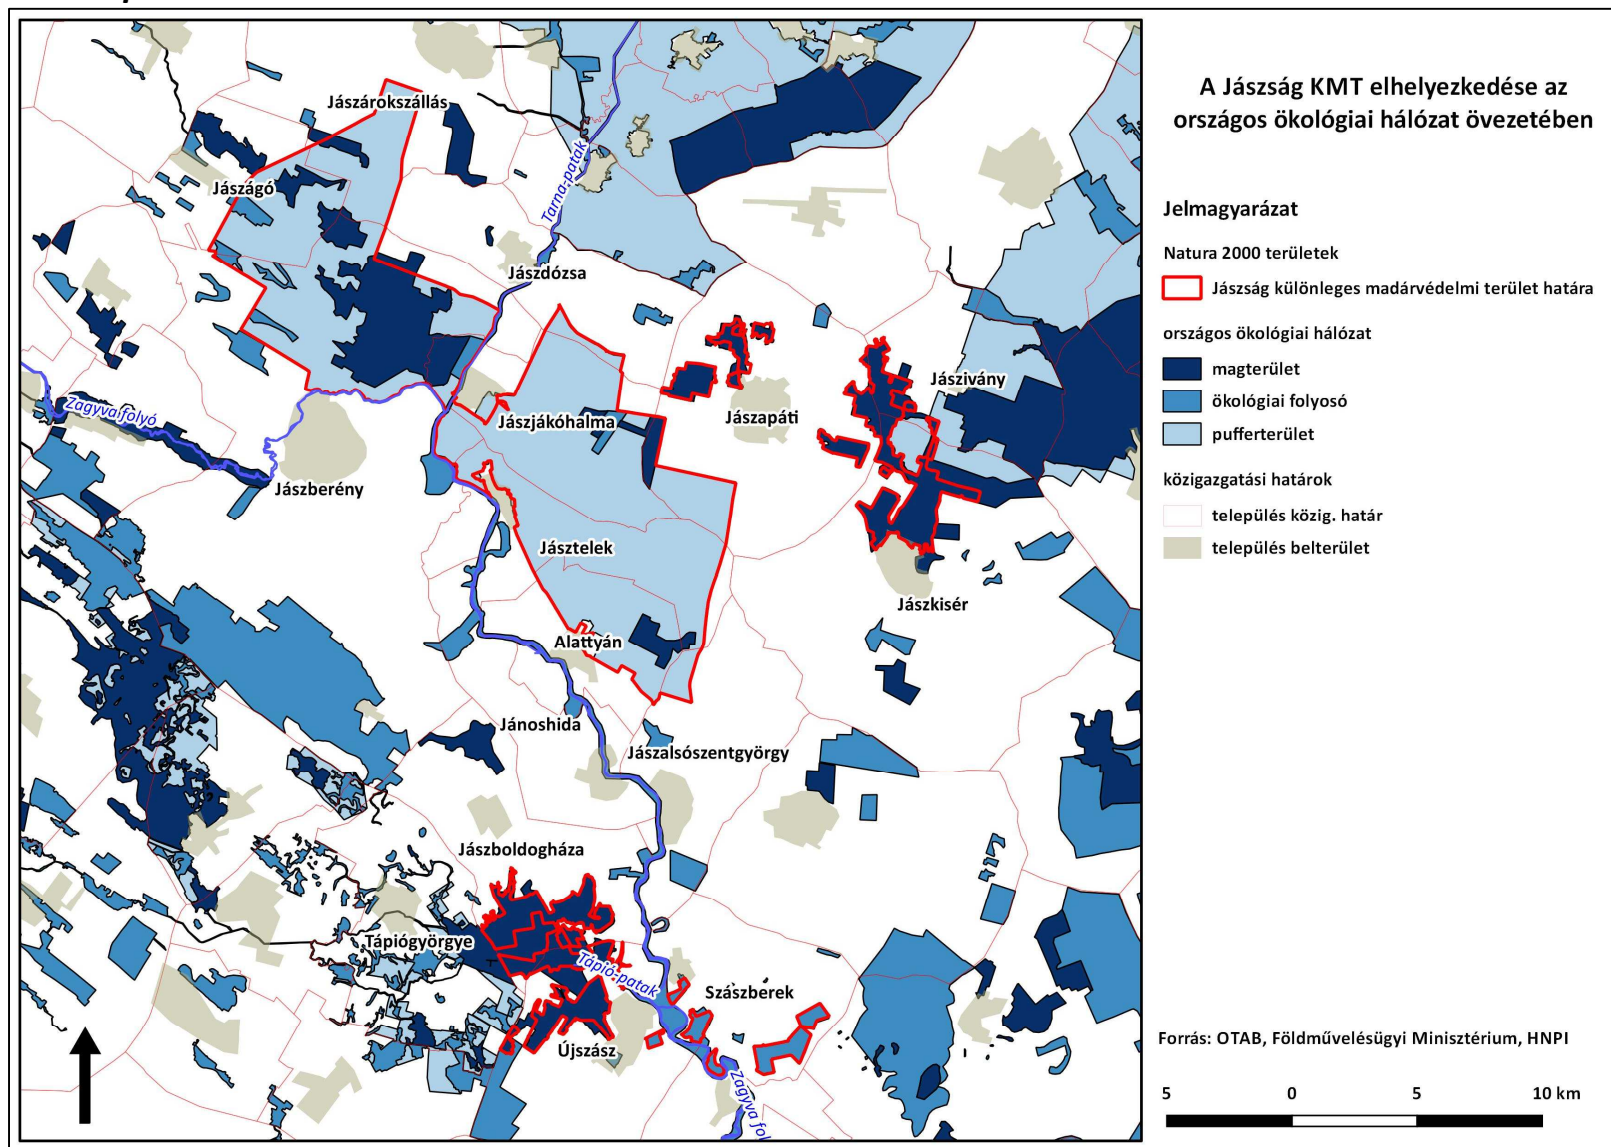 A Jászság KMT elhelyezkedése az
országos ökológiai hálózat övezetében
Jelmagyarázat
Natura 2000 területek
Jászság különleges madárvédelmi terület határa
országos ökológiai hálózat
magterület
ökológiai folyosó
pufferterület
közigazgatási határok
település közig. határ
település belterület
Jászárokszállás
Jászágó
Tarna-patak
Jászdózsa
Jászivány
Zagyva folyó
Jászjákóhalma
Jászapáti
Jászberény
Jásztelek
Jászkisér
Alattyán
Jánoshida
Jászalsószentgyörgy
Jászboldogháza
Tápiógyörgye
Tápió-patak
Szászberek
Újszász
Zagyva fol
Forrás: OTAB, Földművelésügyi Minisztérium, HNPI
5 0 5 10 km